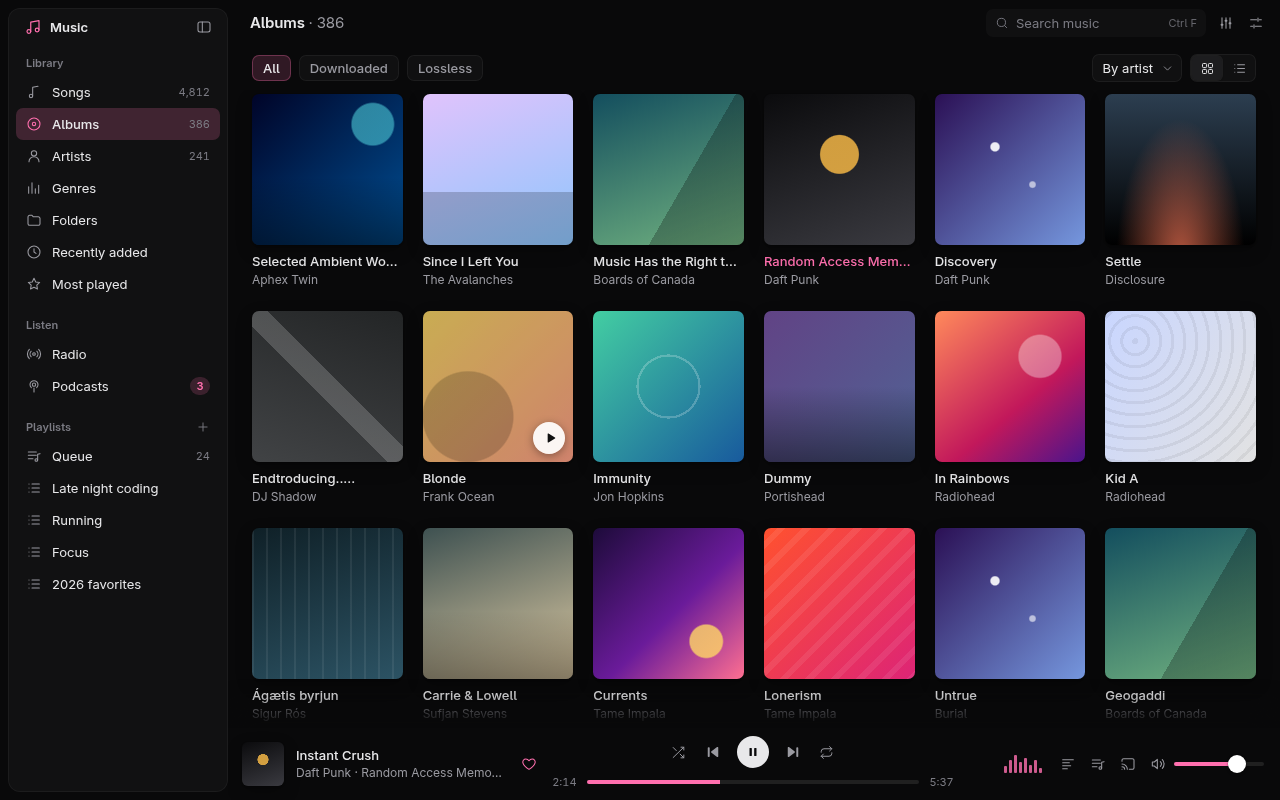 Music
Library
Songs 4,812
Albums 386
Artists 241
Genres
Folders
Recently added
Most played
Listen
Radio
Podcasts 3
Playlists
Queue 24
Late night coding
Running
Focus
2026 favorites
Albums · 386
Search music Ctrl F
All Downloaded Lossless
By artist
Selected Ambient Wo… Since I Left You Music Has the Right t… Random Access Mem… Discovery Settle
Aphex Twin The Avalanches Boards of Canada Daft Punk Daft Punk Disclosure
Endtroducing..... Blonde Immunity Dummy In Rainbows Kid A
DJ Shadow Frank Ocean Jon Hopkins Portishead Radiohead Radiohead
Ágætis byrjun Carrie & Lowell Currents Lonerism Untrue Geogaddi
Sigur Rós Sufjan Stevens Tame Impala Tame Impala Burial Boards of Canada
Instant Crush
Daft Punk · Random Access Memo…
2:14 5:37